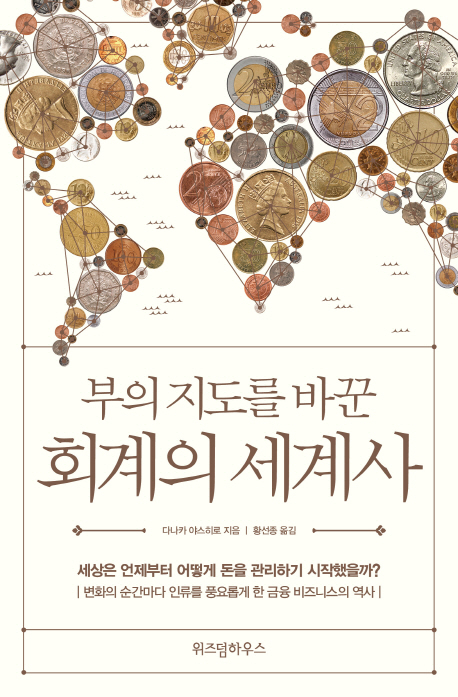 부의 지도를 바꾼
회계의 세계사
다나카 야스히로 지음 | 황선종 옮김
세상은 언제부터 어떻게 돈을 관리하기 시작했을까?
| 변화의 순간마다 인류를 풍요롭게 한 금융 비즈니스의 역사 |
위즈덤하우스